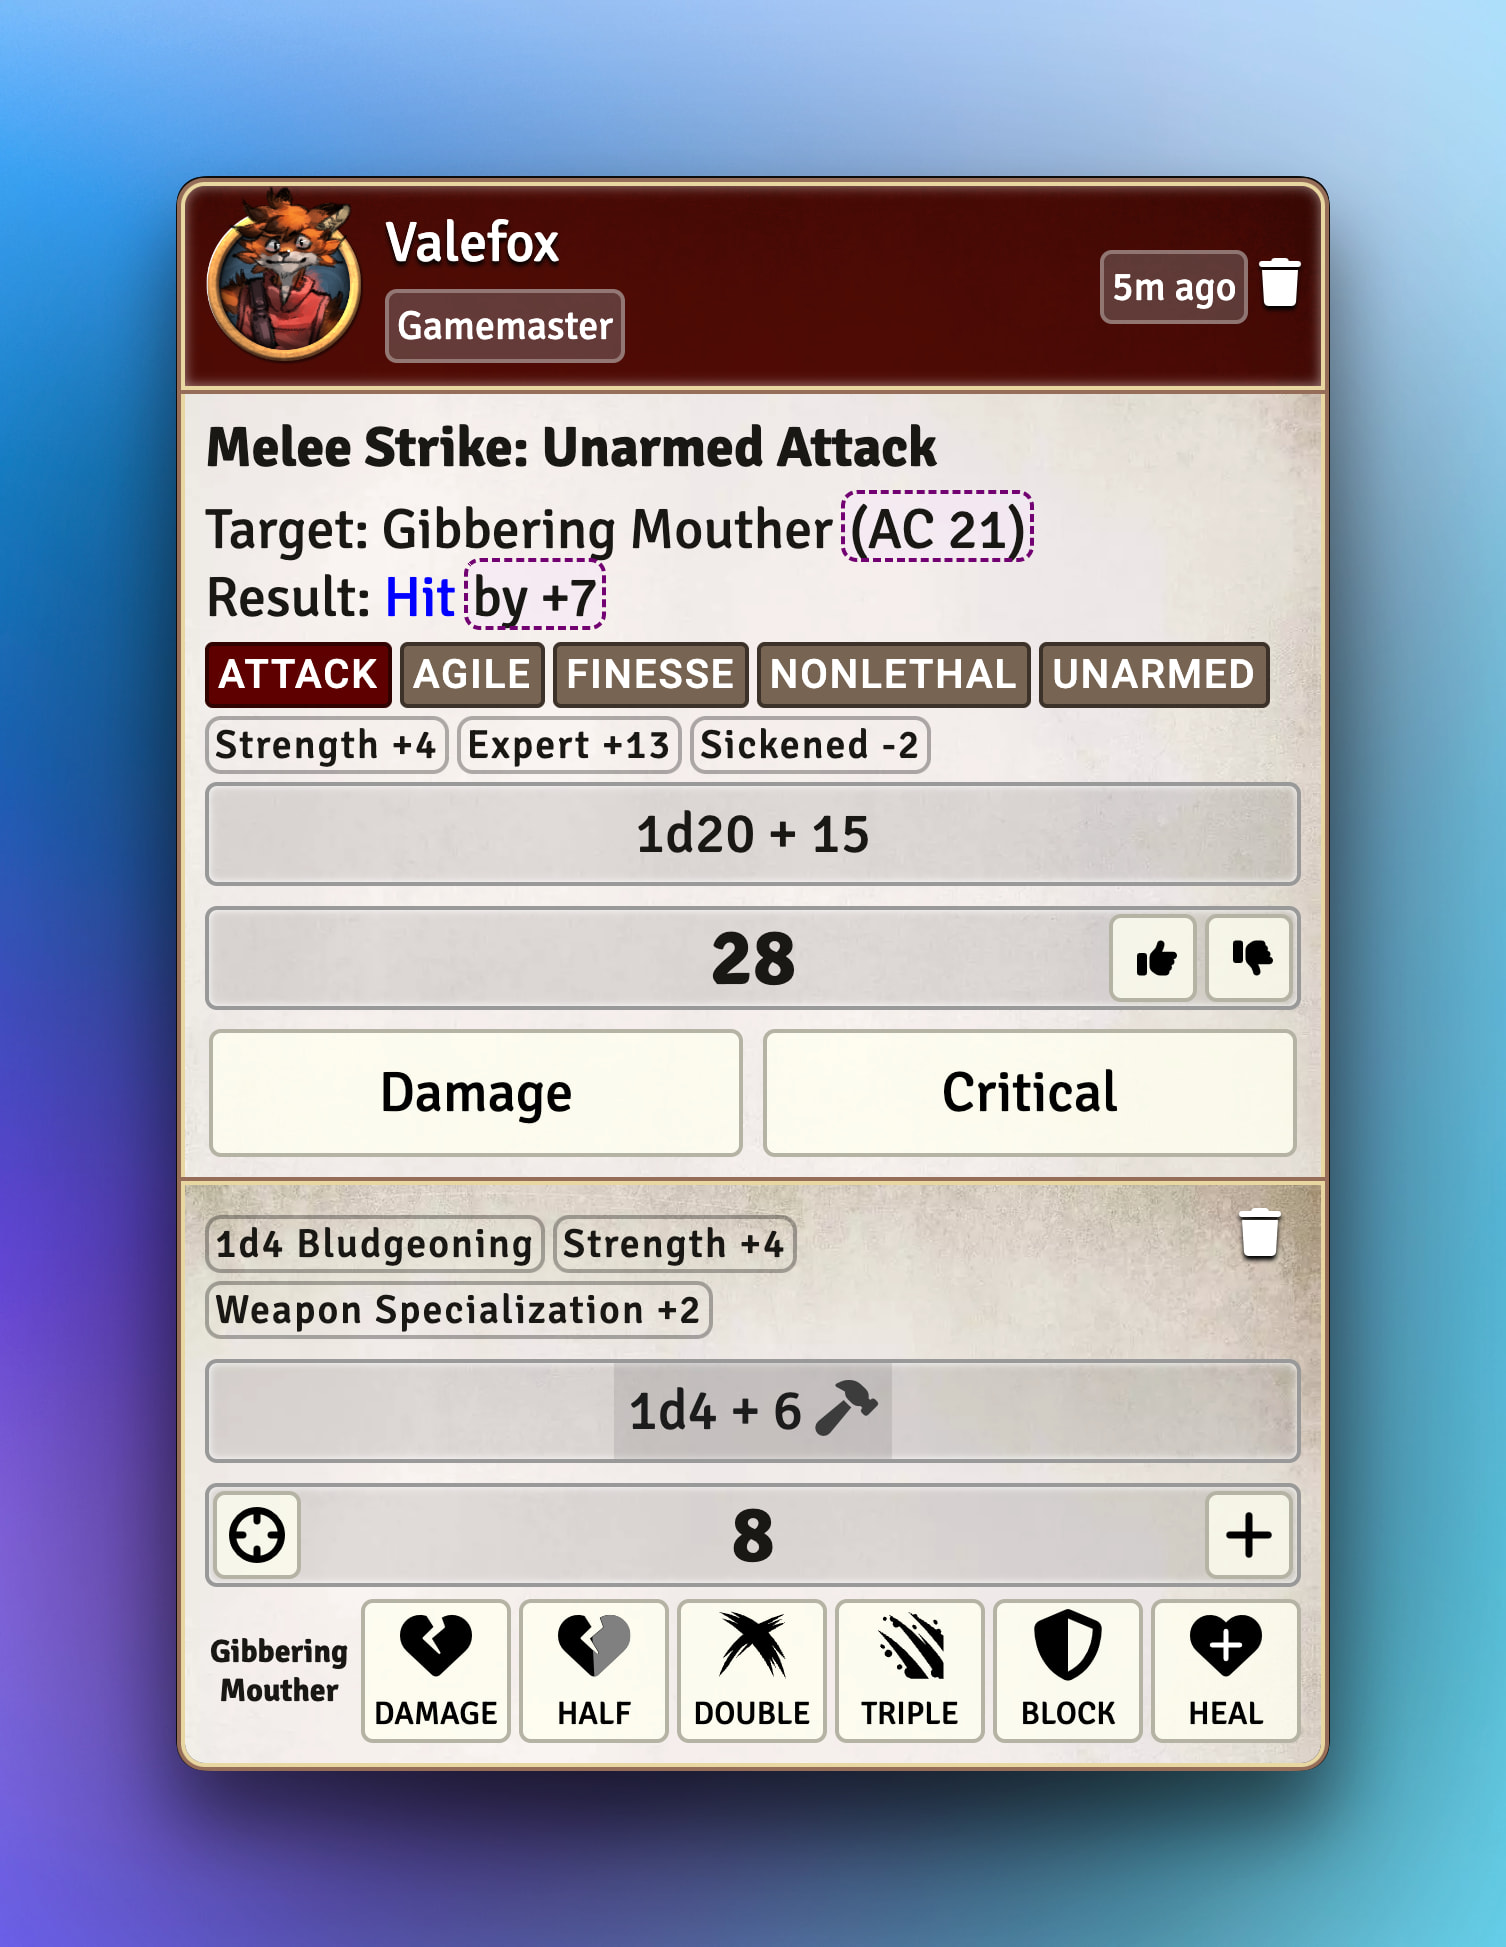 Valefox
Gamemaster
5m ago
Melee Strike: Unarmed Attack
Target: Gibbering Mouther (AC 21)
Result: Hit by +7
ATTACK AGILE FINESSE NONLETHAL UNARMED
Strength +4 Expert +13 Sickened -2
1d20 + 15
28
Damage Critical
1d4 Bludgeoning Strength +4
Weapon Specialization +2
1d4 + 6
8
Gibbering
Mouther
DAMAGE HALF DOUBLE TRIPLE BLOCK HEAL